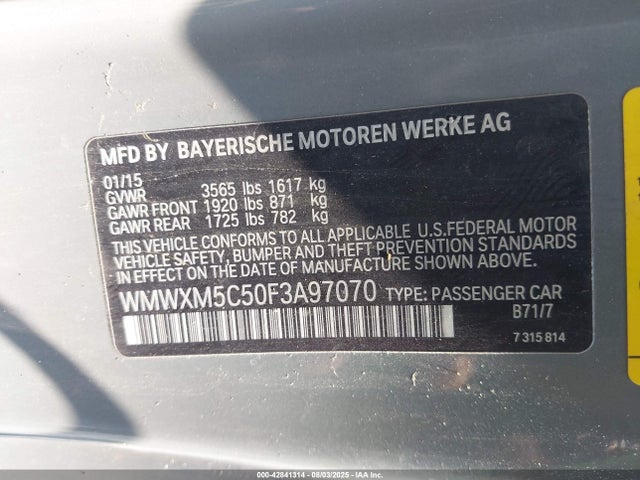 MFD BY BAYERISCHE MOTOREN WERKE AG
01/15
GVWR 3565 lbs 1617 kg
GAWR FRONT 1920 lbs 871 kg
GAWR REAR 1725 lbs 782 kg
THIS VEHICLE CONFORMS TO ALL APPLICABLE U.S.FEDERAL MOTOR
VEHICLE SAFETY, BUMPER, AND THEFT PREVENTION STANDARDS
IN EFFECT ON THE DATE OF MANUFACTURE SHOWN ABOVE.
WMWXM5C50F3A97070 TYPE: PASSENGER CAR
B71/7
7 315 814
000-42841314 - 08/03/2025 - IAAI, Inc.